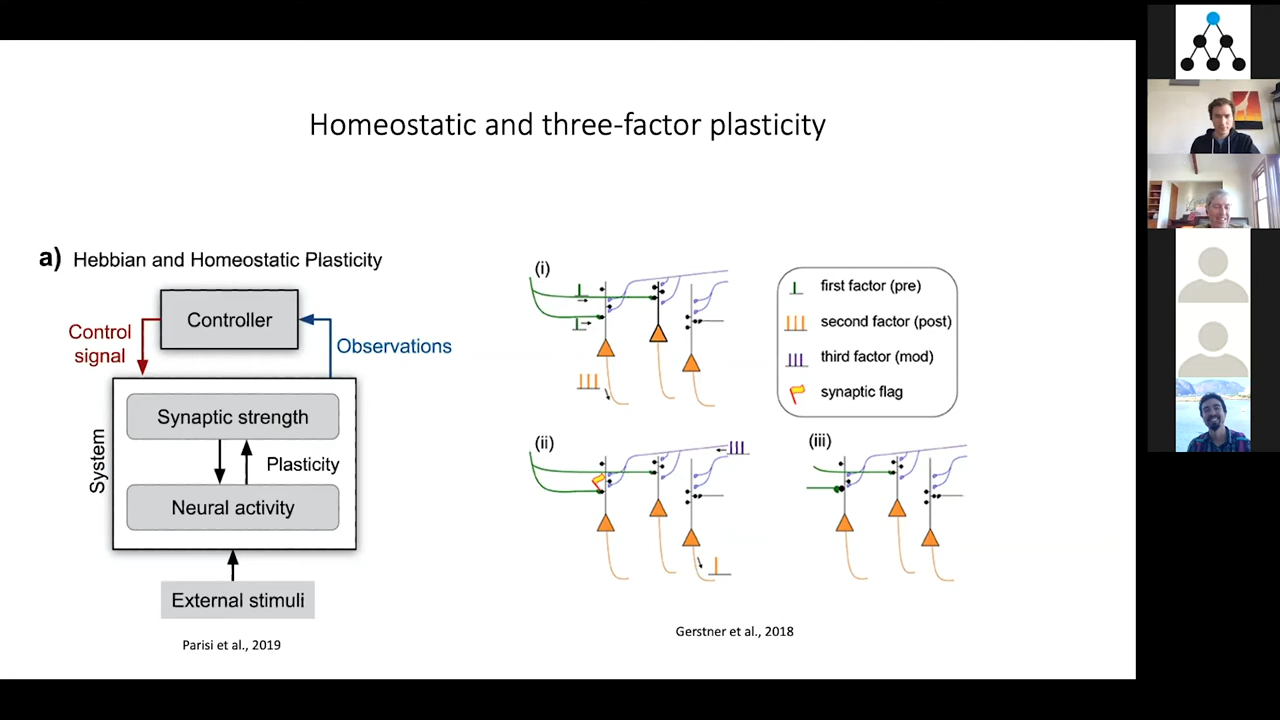 Homeostatic and three-factor plasticity
a) Hebbian and Homeostatic Plasticity
Controller
Control
signal
Observations
System
Synaptic strength
Plasticity
Neural activity
External stimuli
Parisi et al., 2019
(i)
first factor (pre)
second factor (post)
third factor (mod)
synaptic flag
(ii)
(iii)
Gerstner et al., 2018